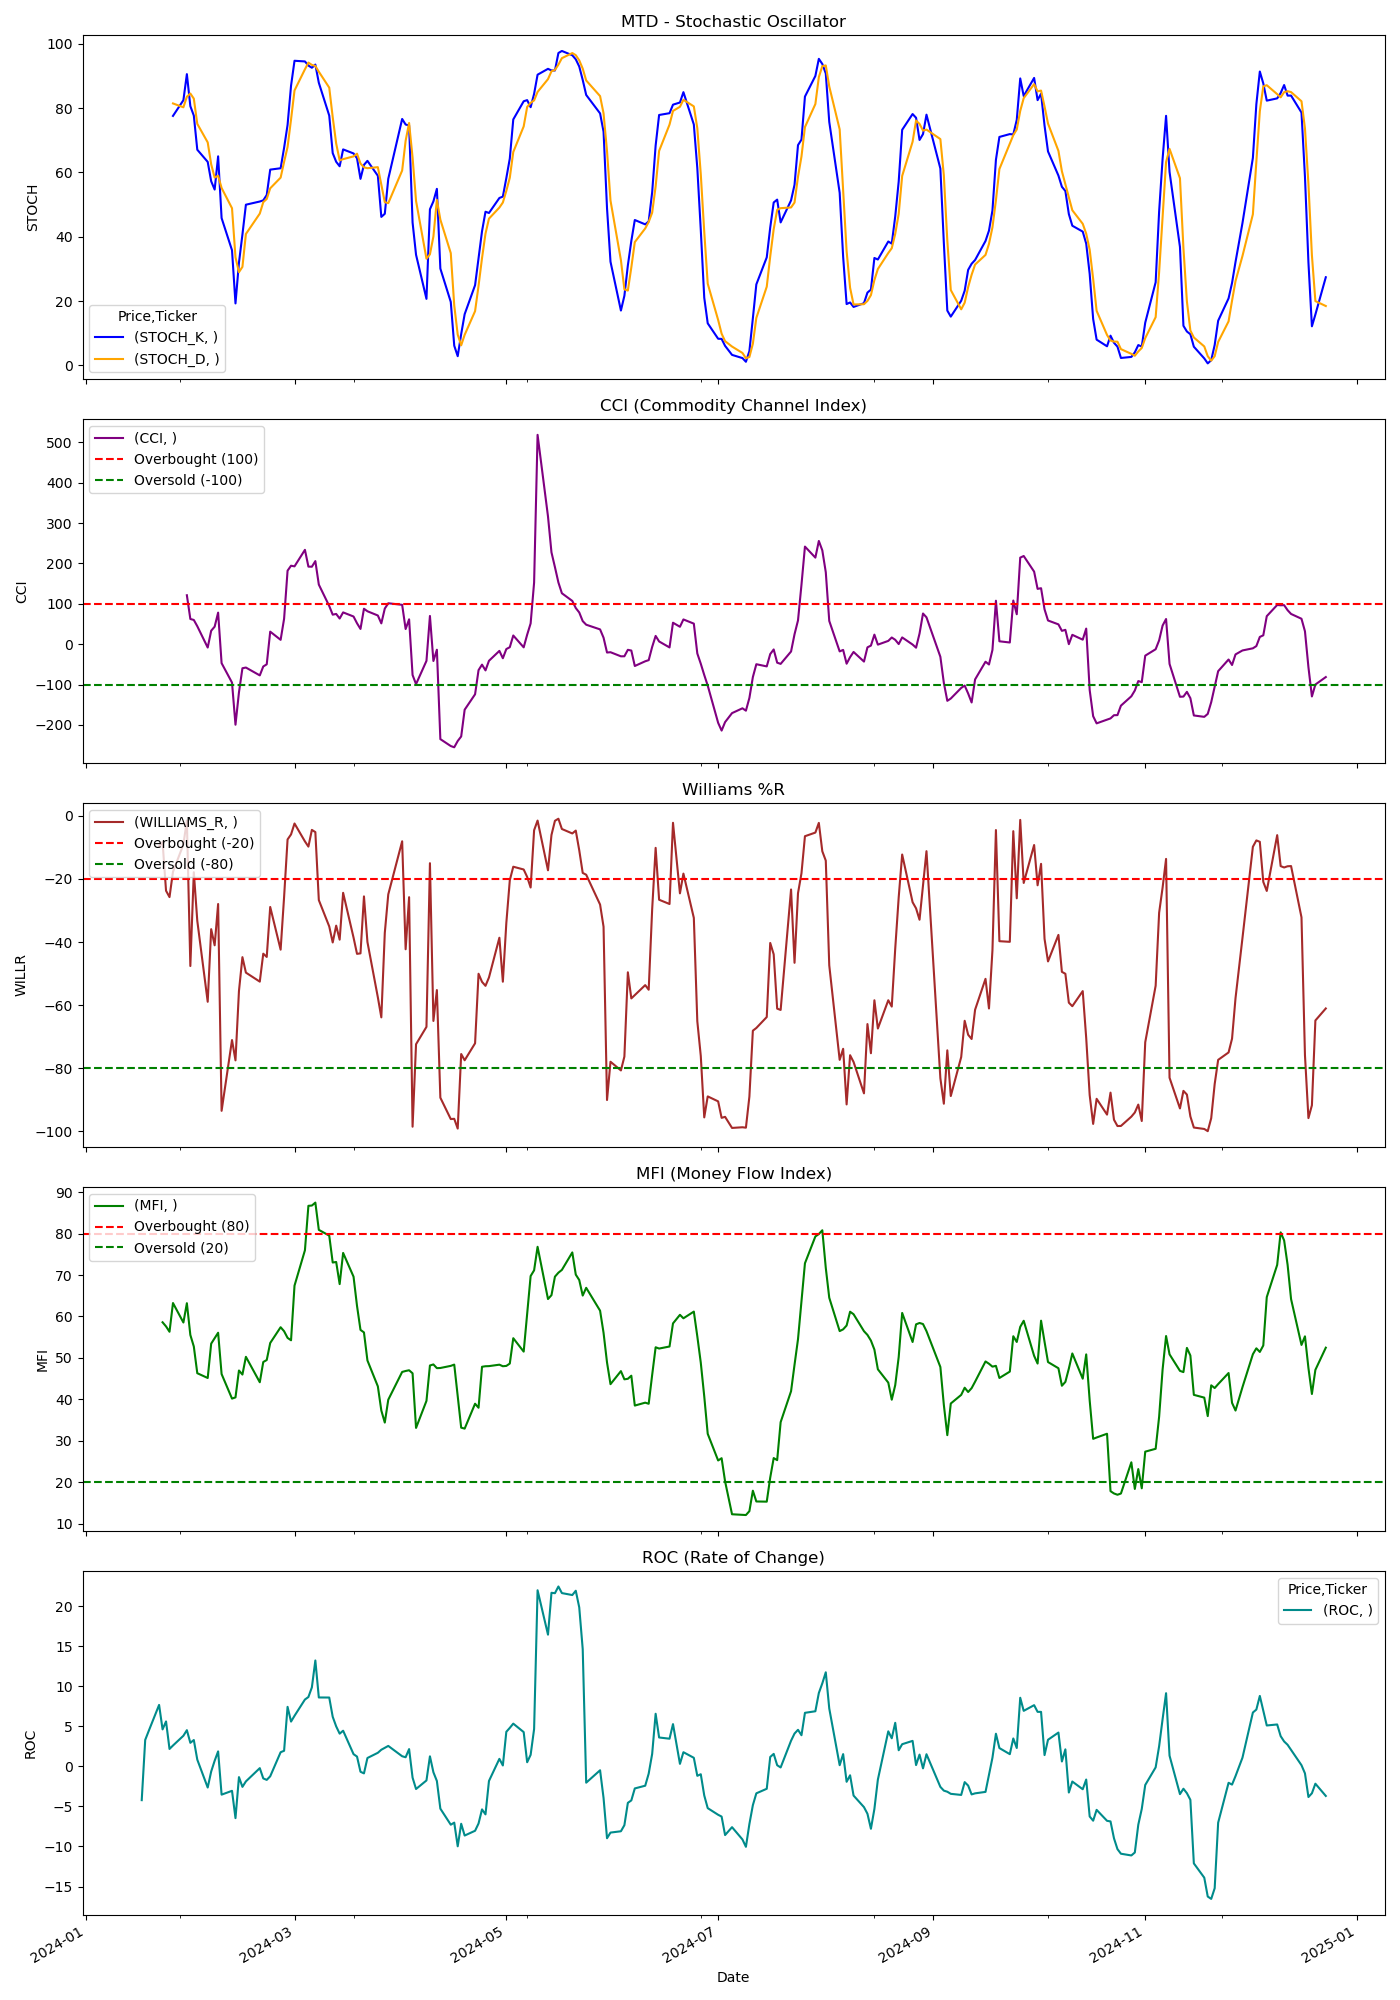 MTD - Stochastic Oscillator
100
80
60
40
20
0
STOCH
Price,Ticker
(STOCH_K, )
(STOCH_D, )
CCI (Commodity Channel Index)
500
400
300
200
100
0
−100
−200
CCI
(CCI, )
Overbought (100)
Oversold (-100)
Williams %R
0
−20
−40
−60
−80
−100
WILLR
(WILLIAMS_R, )
Overbought (-20)
Oversold (-80)
MFI (Money Flow Index)
90
80
70
60
50
40
30
20
10
MFI
(MFI, )
Overbought (80)
Oversold (20)
ROC (Rate of Change)
20
15
10
5
0
−5
−10
−15
ROC
Price,Ticker
(ROC, )
2024-01
2024-03
2024-05
2024-07
2024-09
2024-11
2025-01
Date